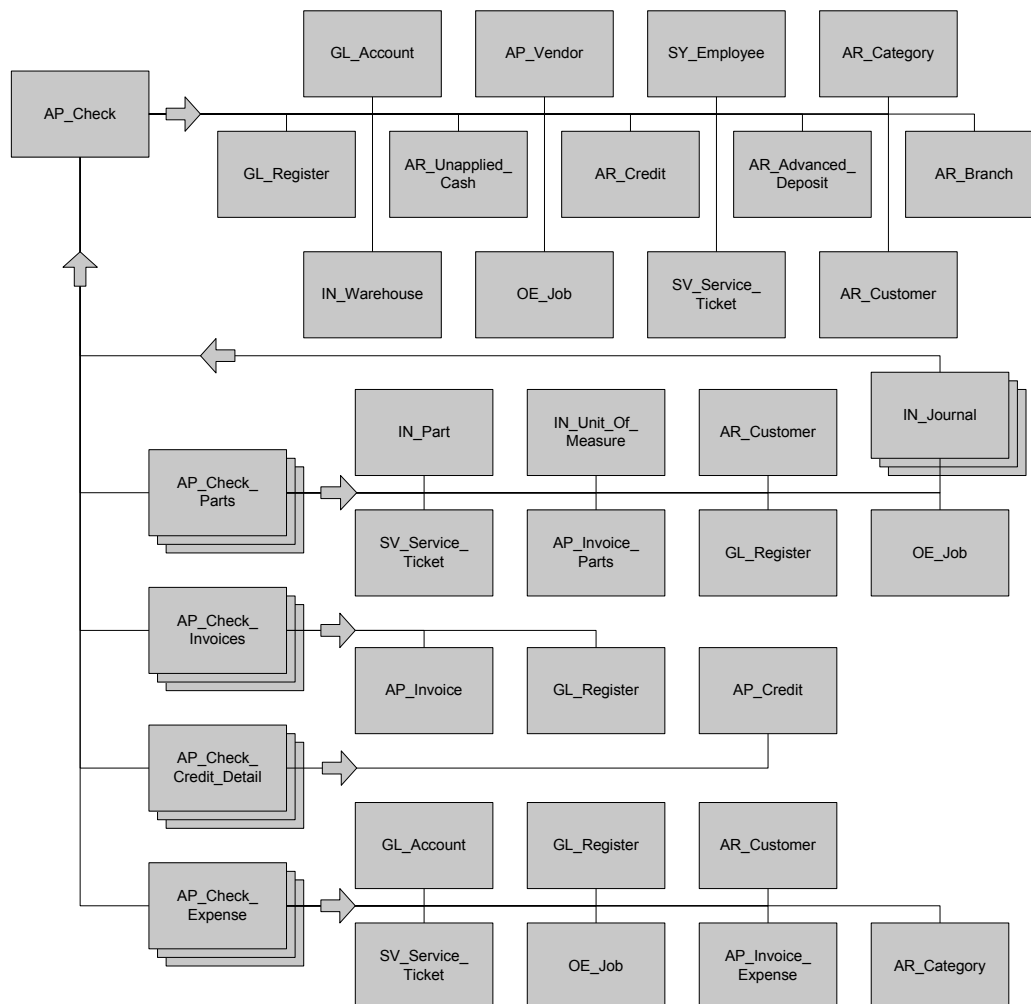 GL_Account
AP_Vendor
SY_Employee
AR_Category
AP_Check
GL_Register
AR_Unapplied_
Cash
AR_Credit
AR_Advanced_
Deposit
AR_Branch
IN_Warehouse
OE_Job
SV_Service_
Ticket
AR_Customer
IN_Journal
IN_Part
IN_Unit_Of_
Measure
AR_Customer
AP_Check_
Parts
SV_Service_
Ticket
AP_Invoice_
Parts
GL_Register
OE_Job
AP_Check_
Invoices
AP_Invoice
GL_Register
AP_Credit
AP_Check_
Credit_Detail
GL_Account
GL_Register
AR_Customer
AP_Check_
Expense
SV_Service_
Ticket
OE_Job
AP_Invoice_
Expense
AR_Category